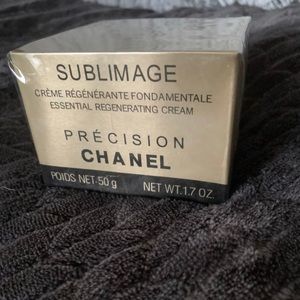 SUBLIMAGE
CRÈME RÉGÉNÉRANTE FONDAMENTALE
ESSENTIAL REGENERATING CREAM
PRÉCISION
CHANEL
POIDS NET·50 g NET WT.1.7 OZ.